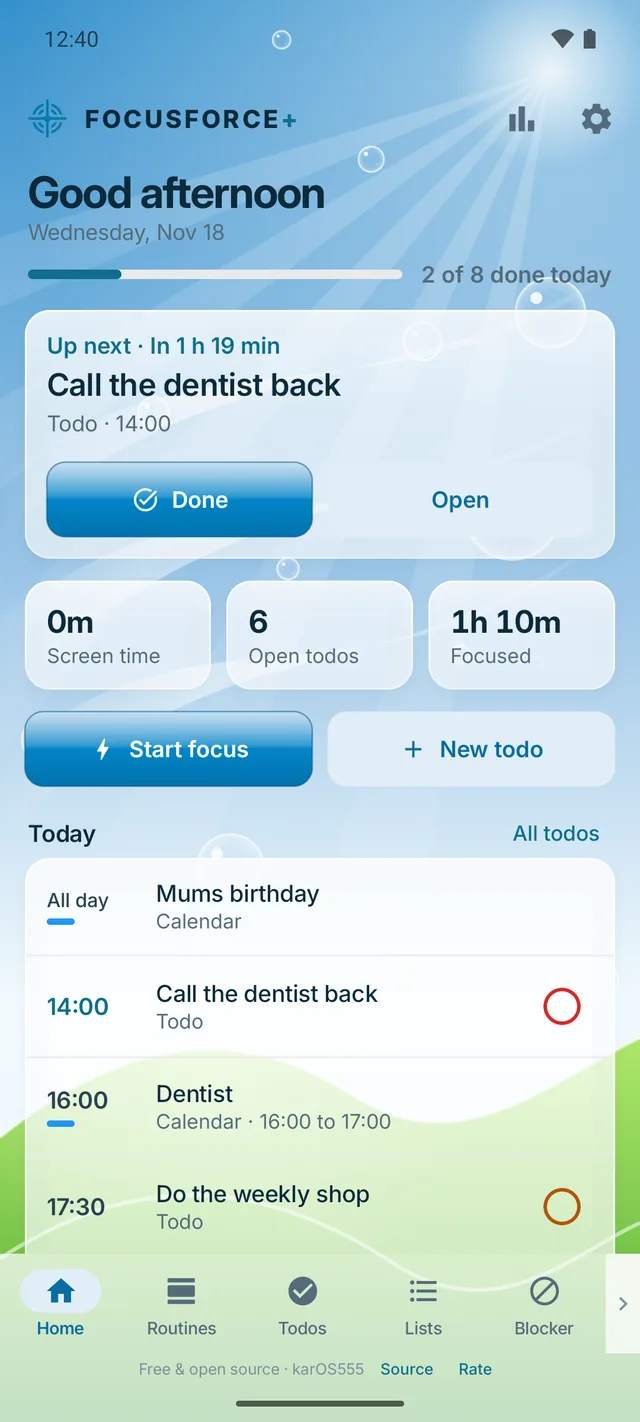 12:40
FOCUSFORCE+
Good afternoon
Wednesday, Nov 18
2 of 8 done today
Up next · In 1 h 19 min
Call the dentist back
Todo · 14:00
Done
Open
0m
Screen time
6
Open todos
1h 10m
Focused
Start focus
New todo
Today
All todos
All day
Mums birthday
Calendar
14:00
Call the dentist back
Todo
16:00
Dentist
Calendar · 16:00 to 17:00
17:30
Do the weekly shop
Todo
Home
Routines
Todos
Lists
Blocker
Free & open source · karOS555 Source Rate